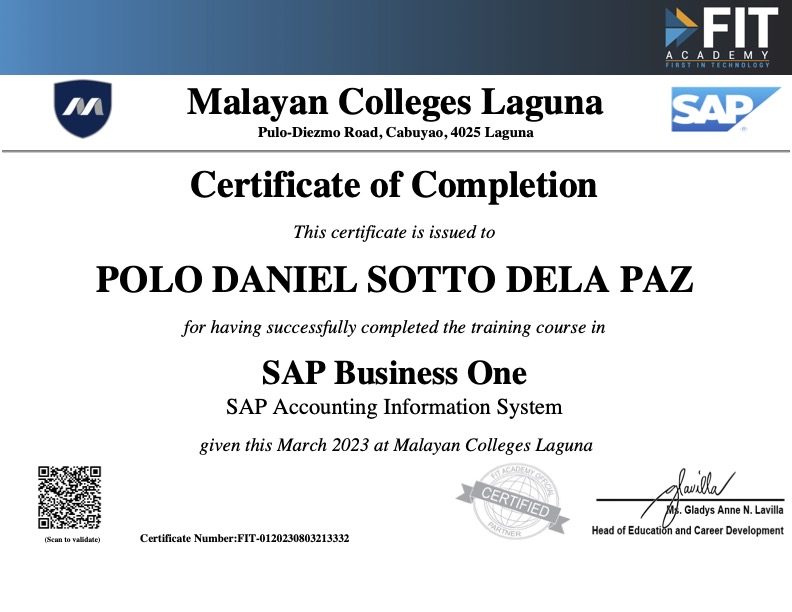 FIT
ACADEMY
FIRST IN TECHNOLOGY
Malayan Colleges Laguna
SAP
Pulo-Diezmo Road, Cabuyao, 4025 Laguna
Certificate of Completion
This certificate is issued to
POLO DANIEL SOTTO DELA PAZ
for having successfully completed the training course in
SAP Business One
SAP Accounting Information System
given this March 2023 at Malayan Colleges Laguna
FIT ACADEMY OFFICIAL
CERTIFIED
PARTNER
glavilla
Ms. Gladys Anne N. Lavilla
Head of Education and Career Development
(Scan to validate)
Certificate Number:FIT-0120230803213332